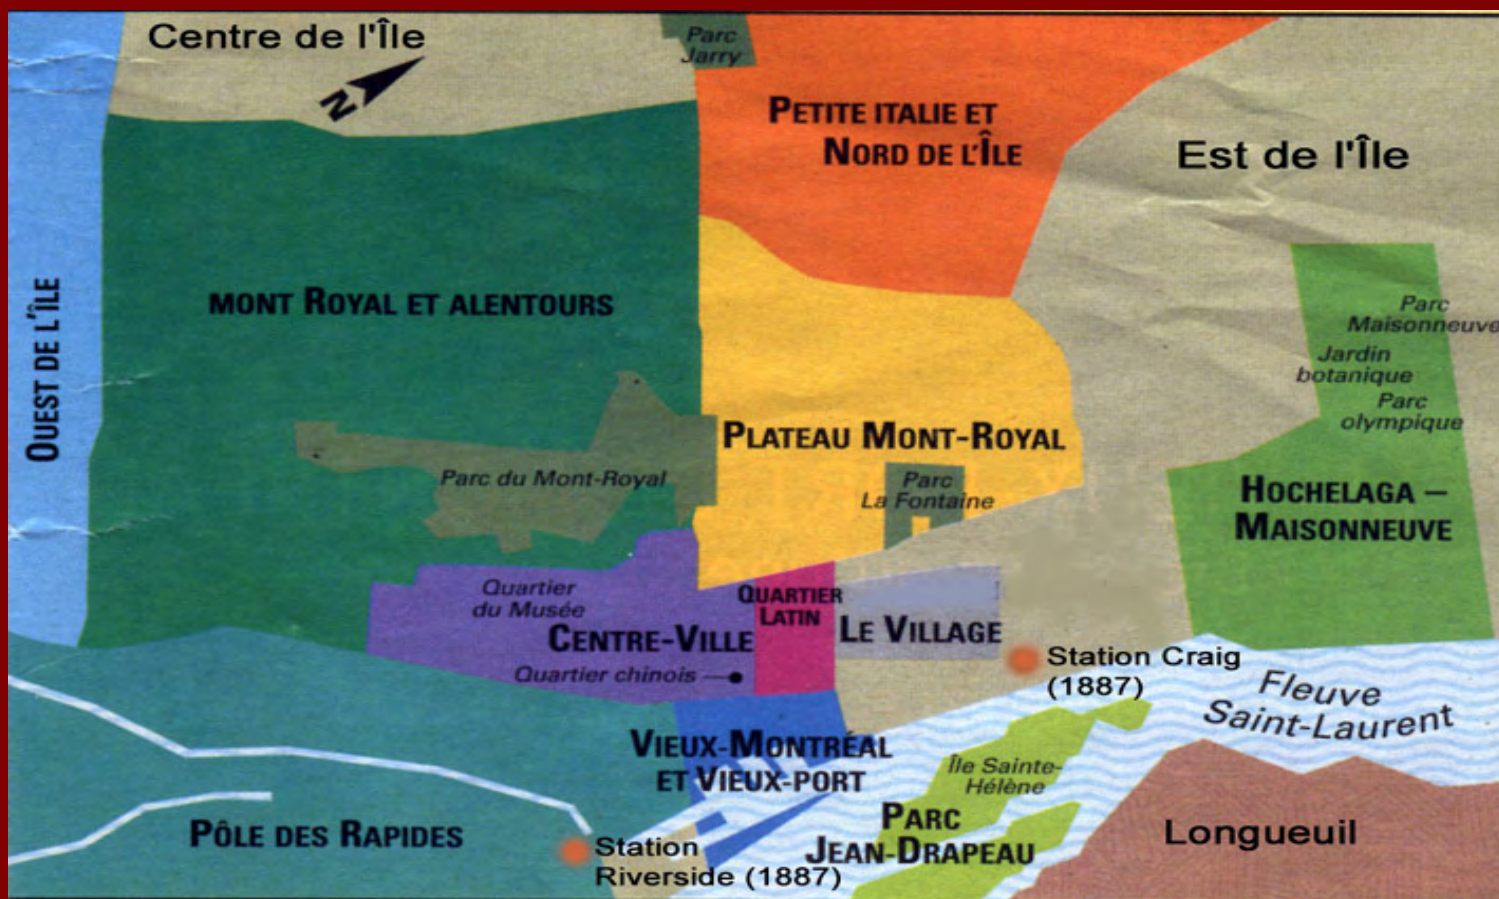 Centre de l'Île
N
Parc
Jarry
PETITE ITALIE ET
NORD DE L'ÎLE
Est de l'Île
OUEST DE L'ÎLE
MONT ROYAL ET ALENTOURS
Parc
Maisonneuve
Jardin
botanique
Parc
olympique
PLATEAU MONT-ROYAL
Parc du Mont-Royal
Parc
La Fontaine
HOCHELAGA –
MAISONNEUVE
Quartier
du Musée
CENTRE-VILLE
Quartier chinois
QUARTIER
LATIN
LE VILLAGE
Station Craig
(1887)
Fleuve
Saint-Laurent
VIEUX-MONTRÉAL
ET VIEUX-PORT
Île Sainte-
Hélène
PARC
JEAN-DRAPEAU
Longueuil
PÔLE DES RAPIDES
Station
Riverside (1887)